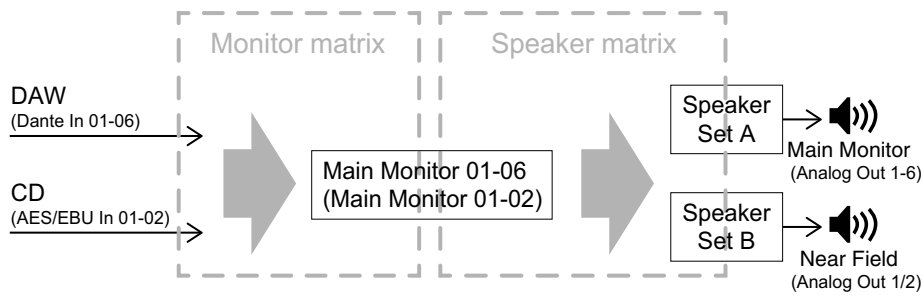 Monitor matrix
Speaker matrix
DAW
(Dante In 01-06)
CD
(AES/EBU In 01-02)
Main Monitor 01-06
(Main Monitor 01-02)
Speaker
Set A
Main Monitor
(Analog Out 1-6)
Speaker
Set B
Near Field
(Analog Out 1/2)